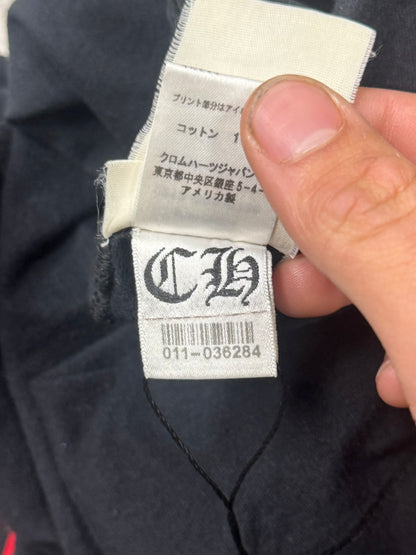 プリント部分はアイ
コットン 1
クロムハーツジャパン
東京都中央区銀座5-4-
アメリカ製
CH
011-036284